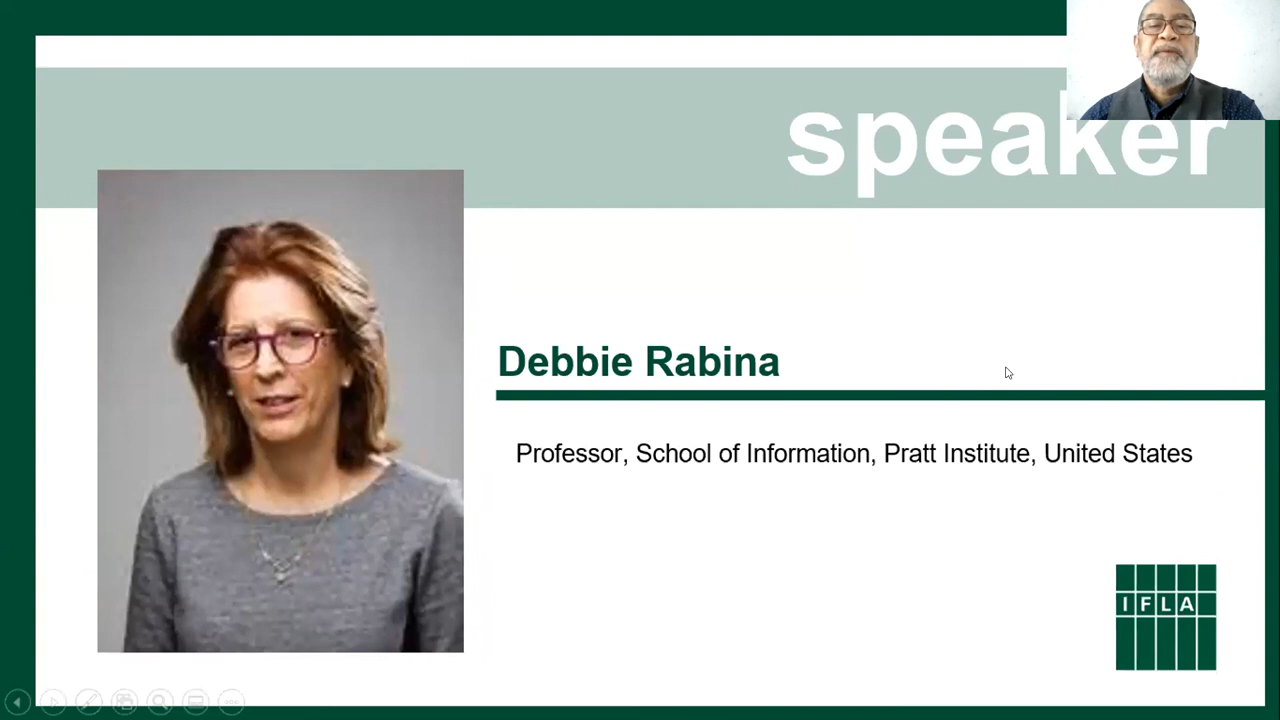 speaker
Debbie Rabina
Professor, School of Information, Pratt Institute, United States
IFLA